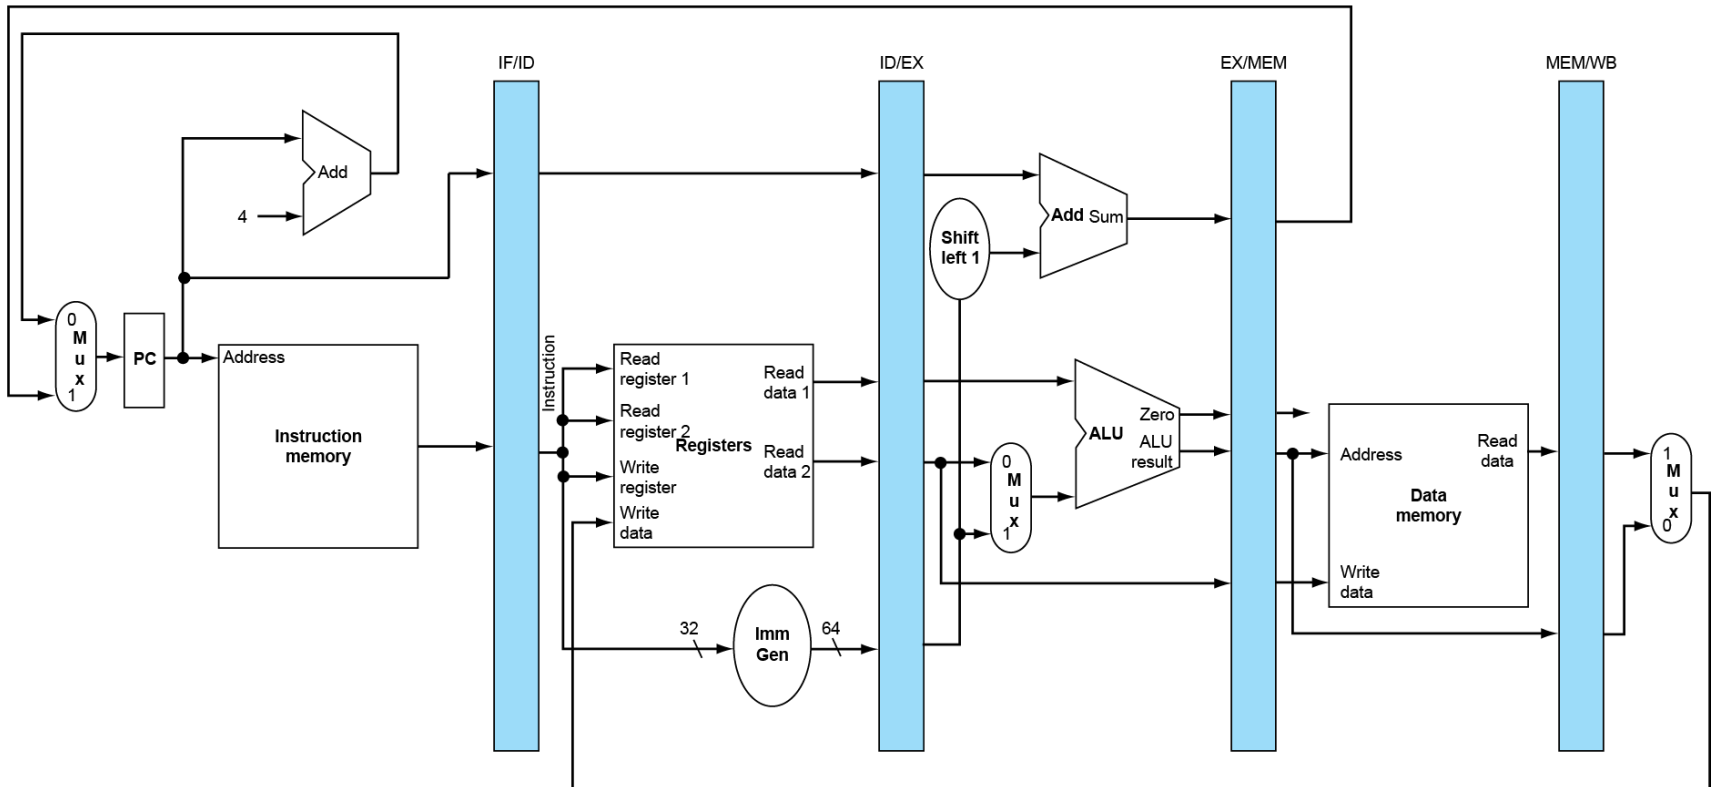 IF/ID
ID/EX
EX/MEM
MEM/WB
Add
4
Add Sum
Shift
left 1
0
M
u
x
1
PC
Address
Instruction
memory
Instruction
Read
register 1
Read
register 2
Write
register
Write
data
Registers
Read
data 1
Read
data 2
0
M
u
x
1
Zero
ALU
ALU
result
Address
Read
data
Data
memory
Write
data
1
M
u
x
0
32
Imm
Gen
64